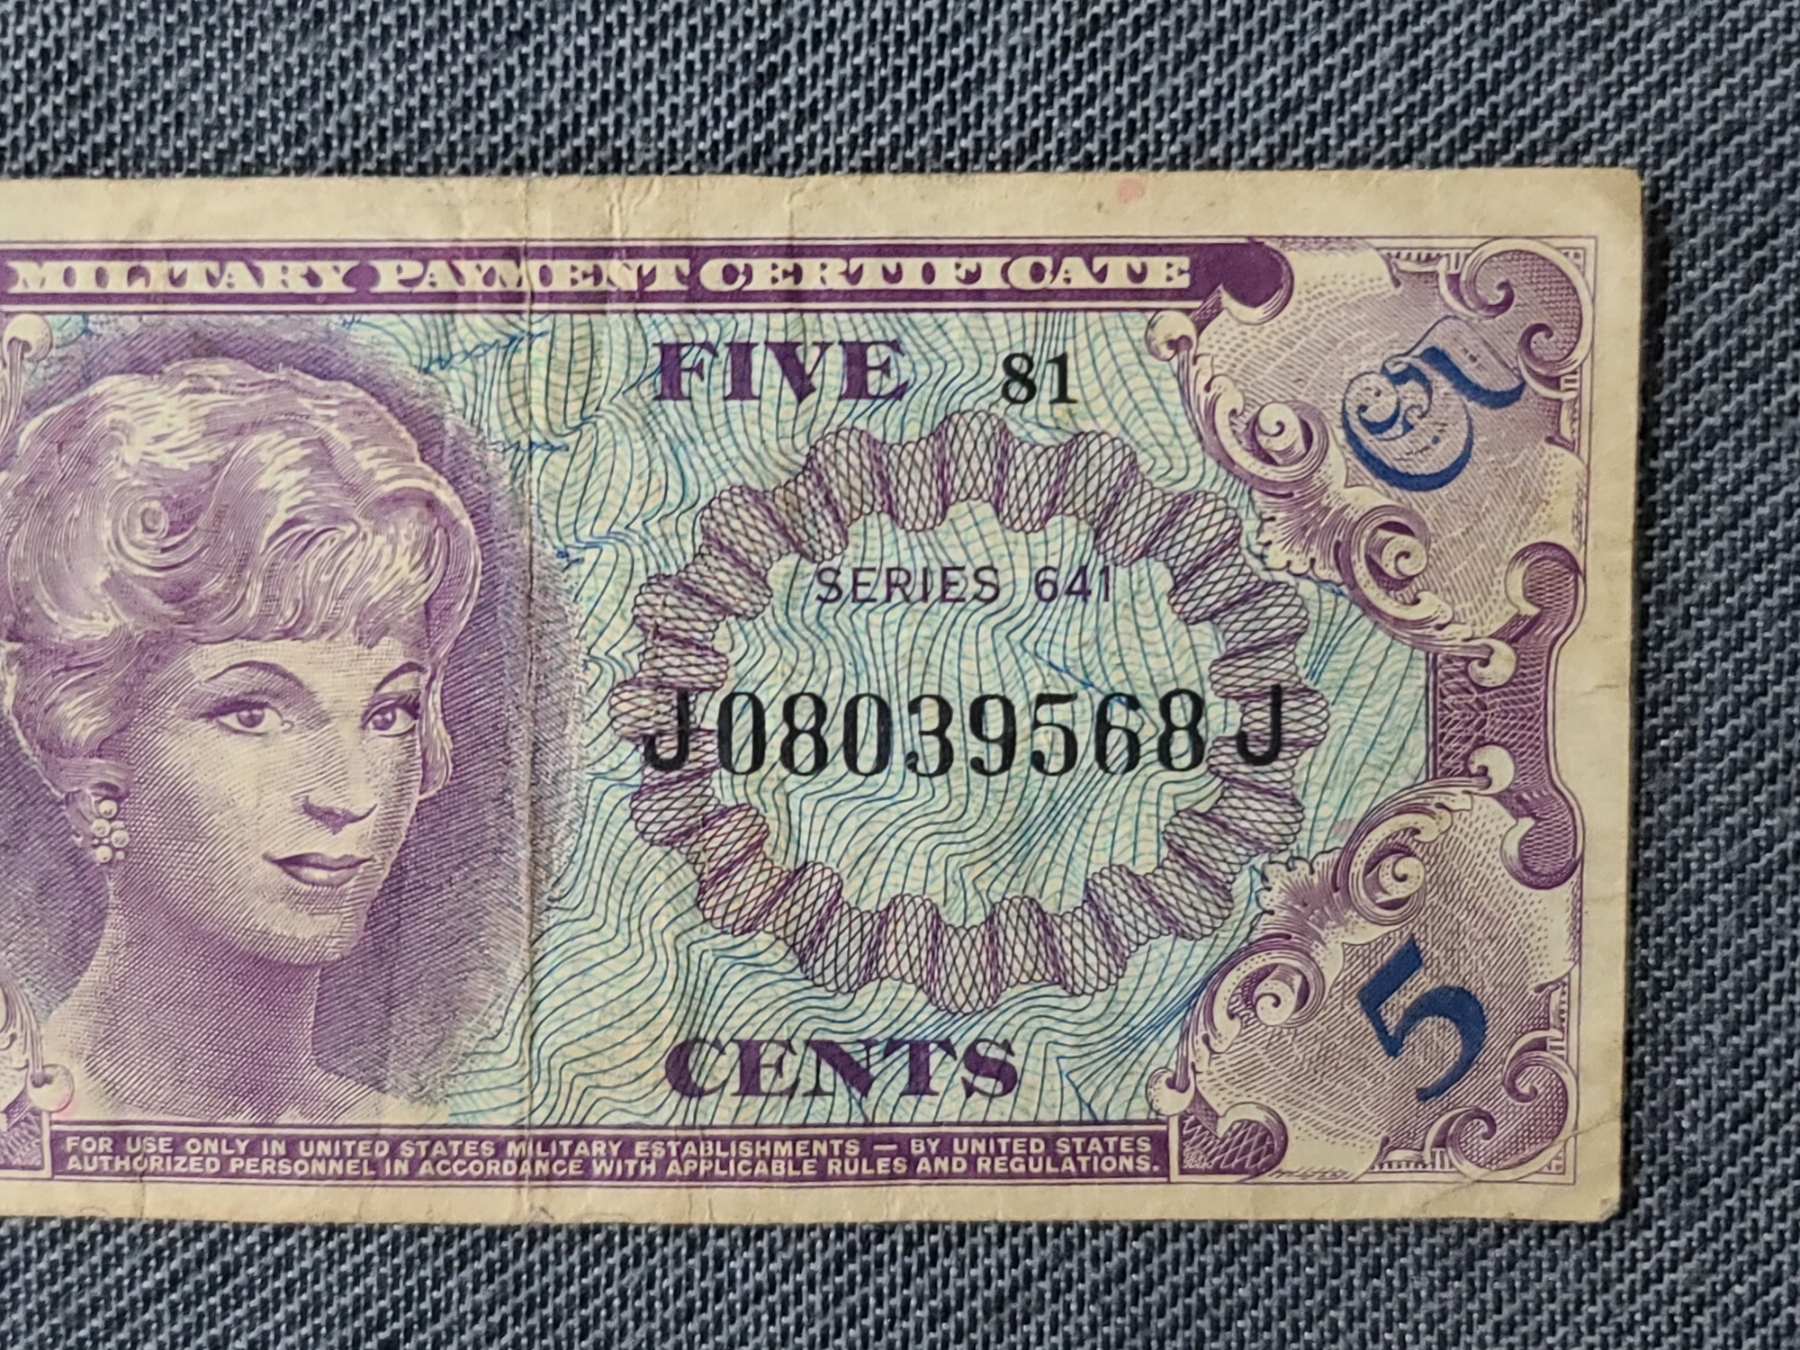 MILITARY PAYMENT CERTIFICATE
FIVE 81
SERIES 641
J08039568J
CENTS
5
FOR USE ONLY IN UNITED STATES MILITARY ESTABLISHMENTS — BY UNITED STATES
AUTHORIZED PERSONNEL IN ACCORDANCE WITH APPLICABLE RULES AND REGULATIONS.